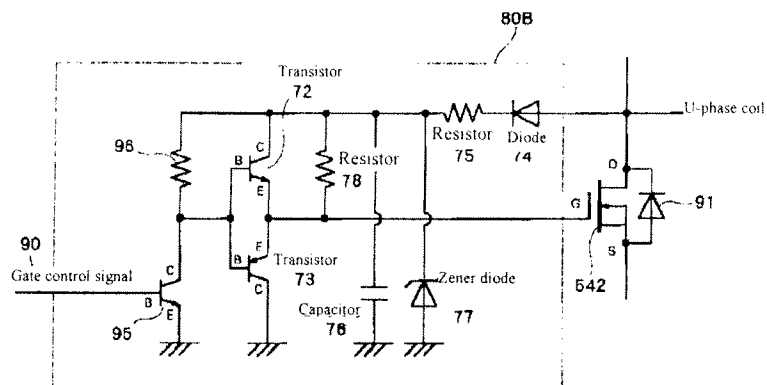 80B
Transistor
72
C
B
E
96
Resistor
78
Resistor
75
Diode
74
U-phase coil
D
G
S
91
542
90
Gate control signal
C
B
E
95
E
B
C
Transistor
73
Capacitor
76
Zener diode
77